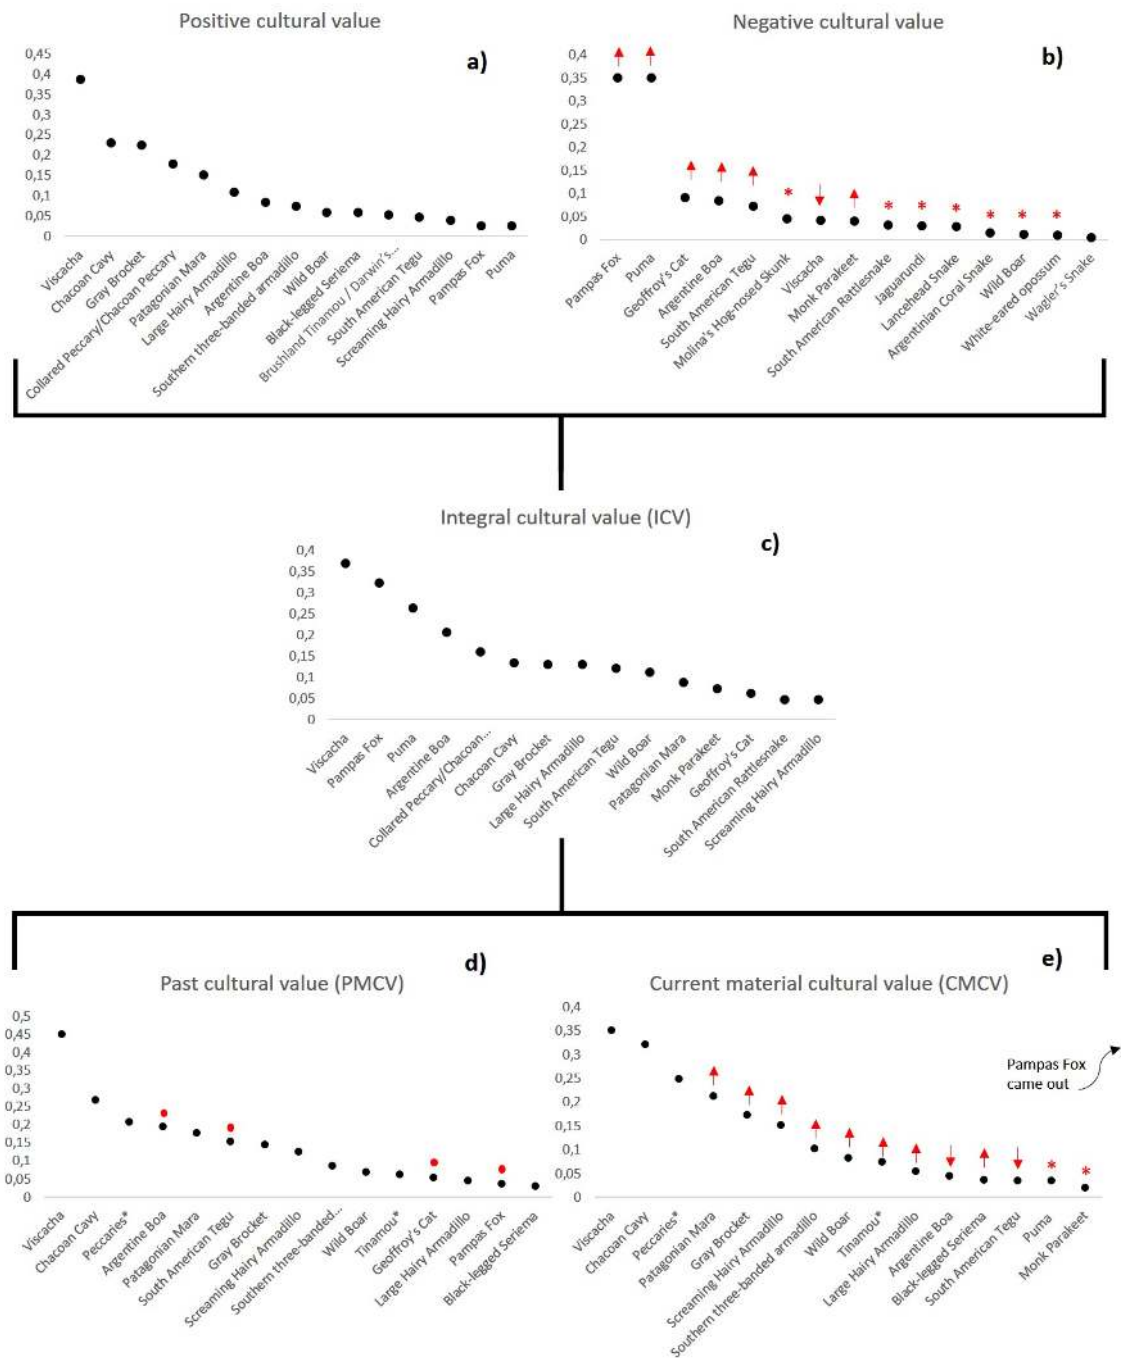 Positive cultural value
a)
0,45
0,4
0,35
0,3
0,25
0,2
0,15
0,1
0,05
0
Viscacha
Chacoan Cavy
Gray Brocket
Collared Peccary/Chacoan Peccary
Patagonian Mara
Large Hairy Armadillo
Argentine Boa
Southern three-banded armadillo
Wild Boar
Black-legged Seriema
Brushland Tinamou / Darwin's...
South American Tegu
Screaming Hairy Armadillo
Pampas Fox
Puma
Negative cultural value
b)
0,4
0,35
0,3
0,25
0,2
0,15
0,1
0,05
0
* * * * * * *
Pampas Fox
Puma
Geoffroy's Cat
Argentine Boa
South American Tegu
Molina's Hog-nosed Skunk
Viscacha
Monk Parakeet
South American Rattlesnake
Jaguarundi
Lancehead Snake
Argentinian Coral Snake
Wild Boar
White-eared opossum
Wagler's Snake
Integral cultural value (ICV)
c)
0,4
0,35
0,3
0,25
0,2
0,15
0,1
0,05
0
Viscacha
Pampas Fox
Puma
Argentine Boa
Collared Peccary/Chacoan...
Chacoan Cavy
Gray Brocket
Large Hairy Armadillo
South American Tegu
Wild Boar
Patagonian Mara
Monk Parakeet
Geoffroy's Cat
South American Rattlesnake
Screaming Hairy Armadillo
d)
Past cultural value (PMCV)
0,5
0,45
0,4
0,35
0,3
0,25
0,2
0,15
0,1
0,05
0
Viscacha
Chacoan Cavy
Peccaries*
Argentine Boa
Patagonian Mara
South American Tegu
Gray Brocket
Screaming Hairy Armadillo
Southern three-banded...
Wild Boar
Tinamou*
Geoffroy's Cat
Large Hairy Armadillo
Pampas Fox
Black-legged Seriema
e)
Current material cultural value (CMCV)
0,4
0,35
0,3
0,25
0,2
0,15
0,1
0,05
0
Pampas Fox
came out
* *
Viscacha
Chacoan Cavy
Peccaries*
Patagonian Mara
Gray Brocket
Screaming Hairy Armadillo
Southern three-banded armadillo
Wild Boar
Tinamou*
Large Hairy Armadillo
Argentine Boa
Black-legged Seriema
South American Tegu
Puma
Monk Parakeet